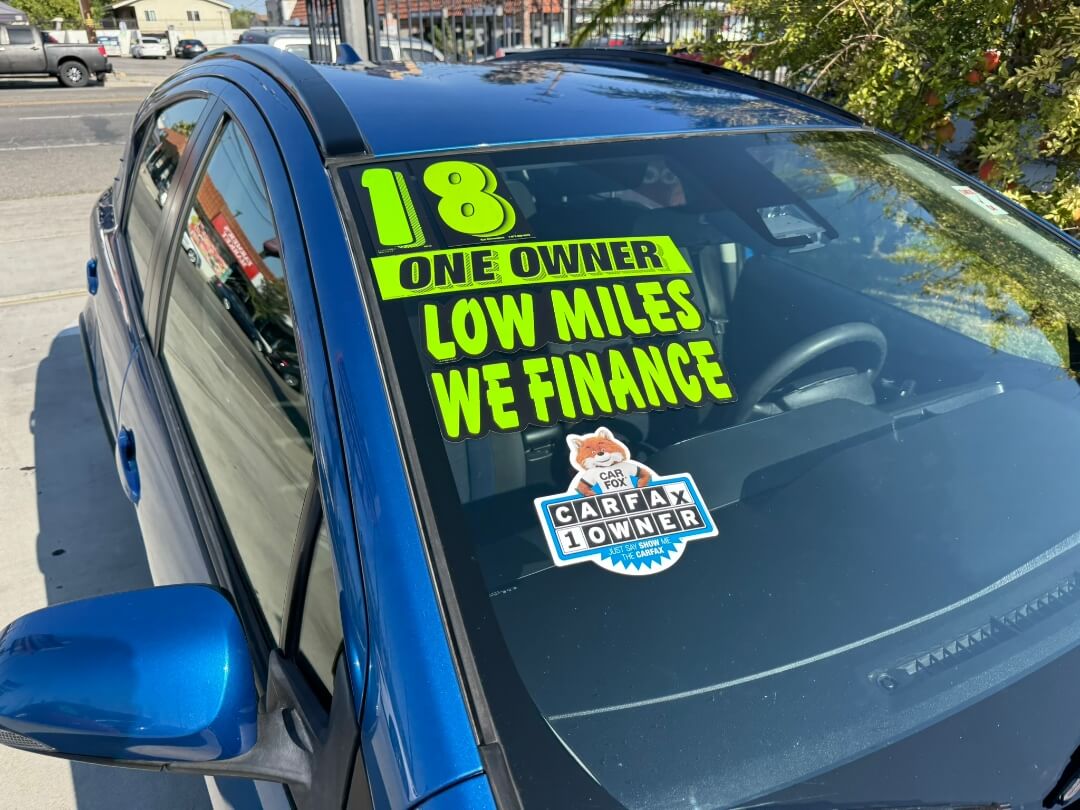 18
ONE OWNER
LOW MILES
WE FINANCE
CAR
FOX
CARFAX
1 OWNER
JUST SAY SHOW ME
THE CARFAX